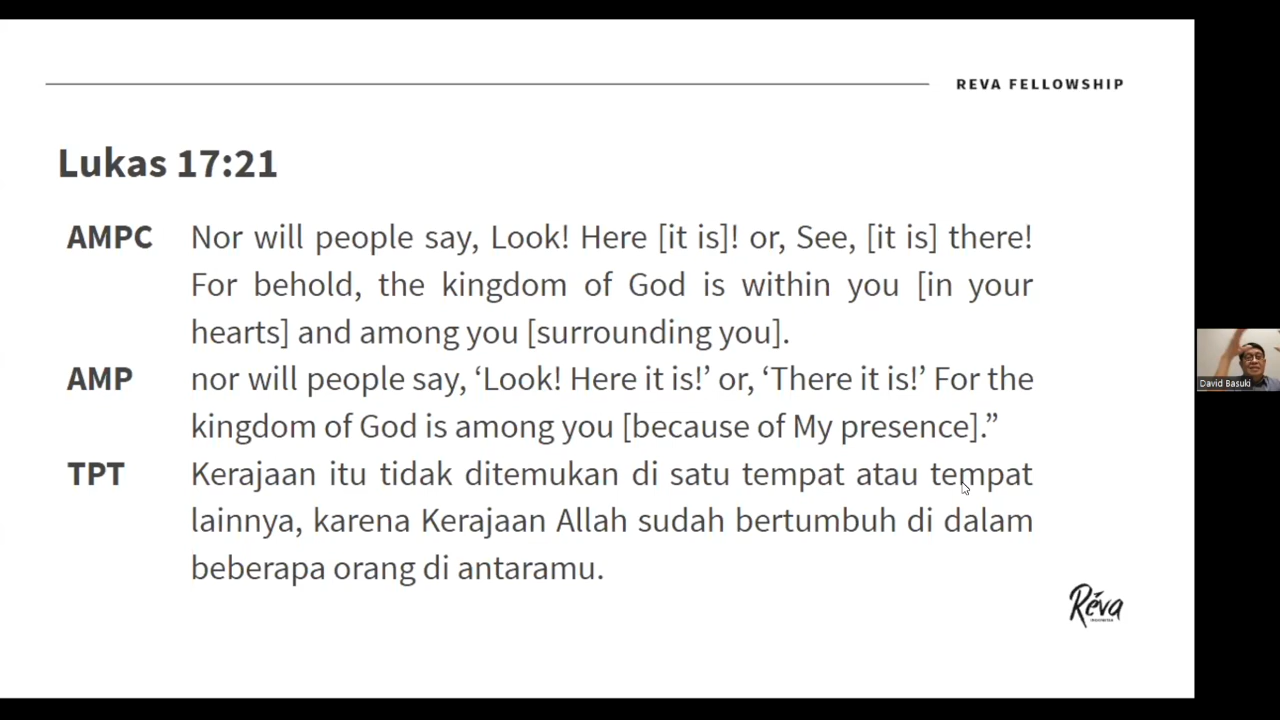 REVA FELLOWSHIP
Lukas 17:21
AMPC Nor will people say, Look! Here [it is]! or, See, [it is] there!
For behold, the kingdom of God is within you [in your
hearts] and among you [surrounding you].
AMP nor will people say, ‘Look! Here it is!’ or, ‘There it is!’ For the
kingdom of God is among you [because of My presence].”
TPT Kerajaan itu tidak ditemukan di satu tempat atau tempat
lainnya, karena Kerajaan Allah sudah bertumbuh di dalam
beberapa orang di antaramu.
David Basuki
Réva